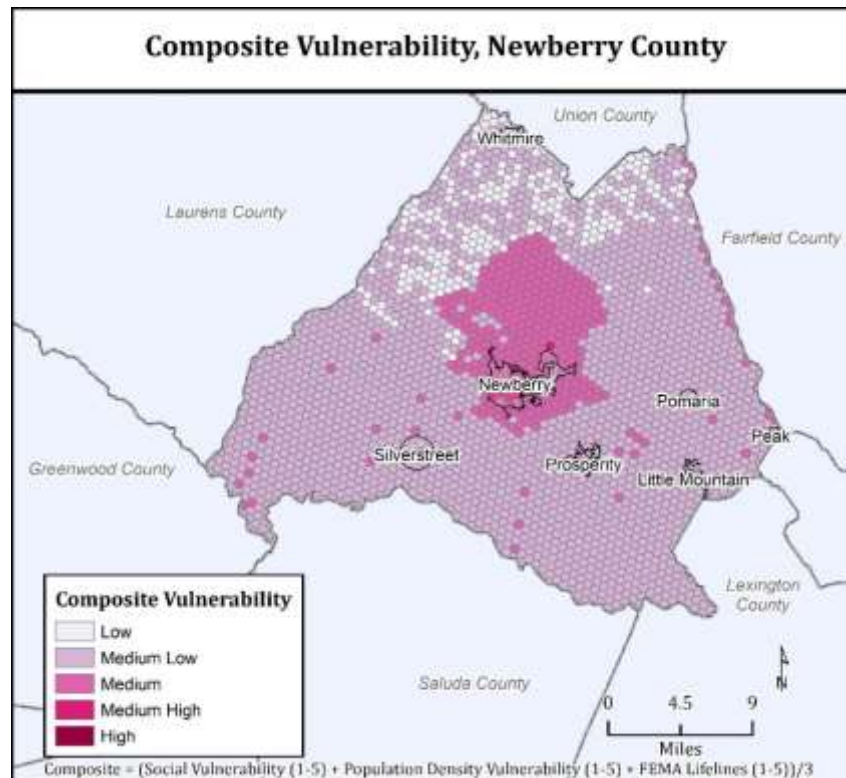 Composite Vulnerability, Newberry County
Union County
Whitmire
Laurens County
Fairfield County
Newberry
Pomaria
Peak
Silverstreet
Prosperity
Greenwood County
Little Mountain
Lexington
County
Composite Vulnerability
Low
Medium Low
Medium
Medium High
High
Saluda County
N
0 4.5 9
Miles
Composite = (Social Vulnerability (1-5) + Population Density Vulnerability (1-5) + FEMA Lifelines (1-5))/3